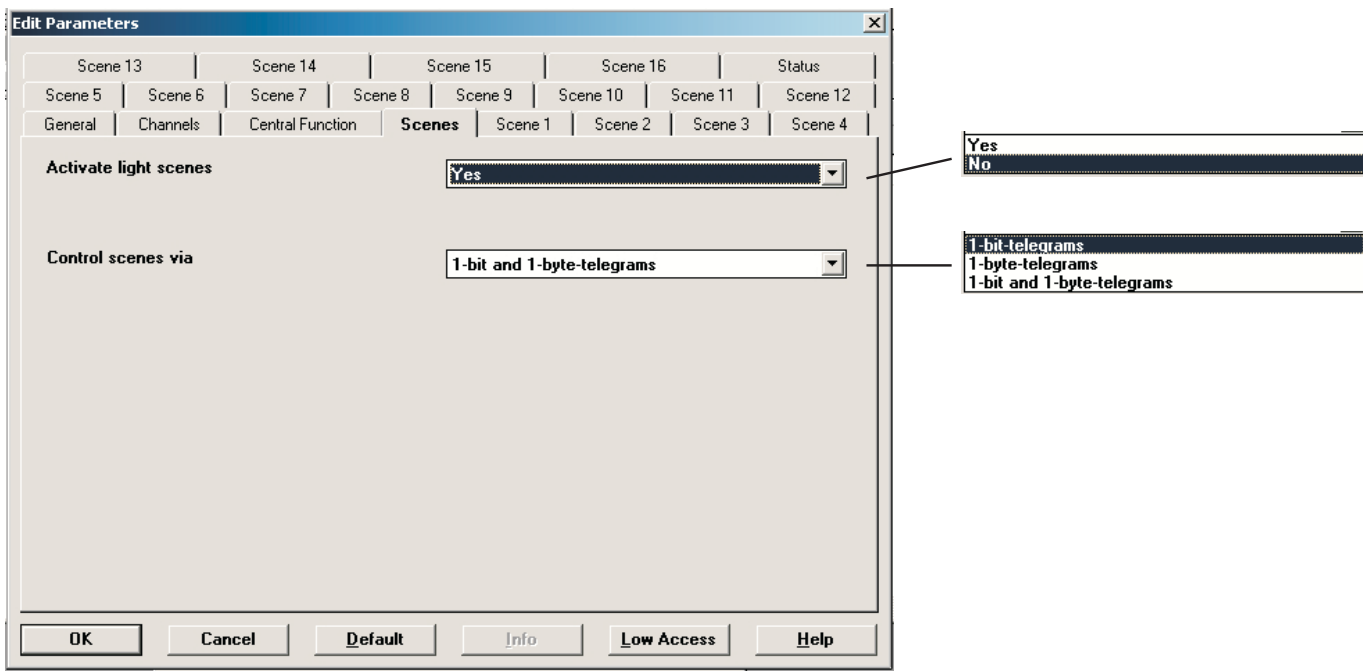 Edit Parameters
Scene 13 Scene 14 Scene 15 Scene 16 Status
Scene 5 Scene 6 Scene 7 Scene 8 Scene 9 Scene 10 Scene 11 Scene 12
General Channels Central Function Scenes Scene 1 Scene 2 Scene 3 Scene 4
Activate light scenes Yes
Yes
No
Control scenes via 1-bit and 1-byte-telegrams
1-bit-telegrams
1-byte-telegrams
1-bit and 1-byte-telegrams
OK Cancel Default Info Low Access Help